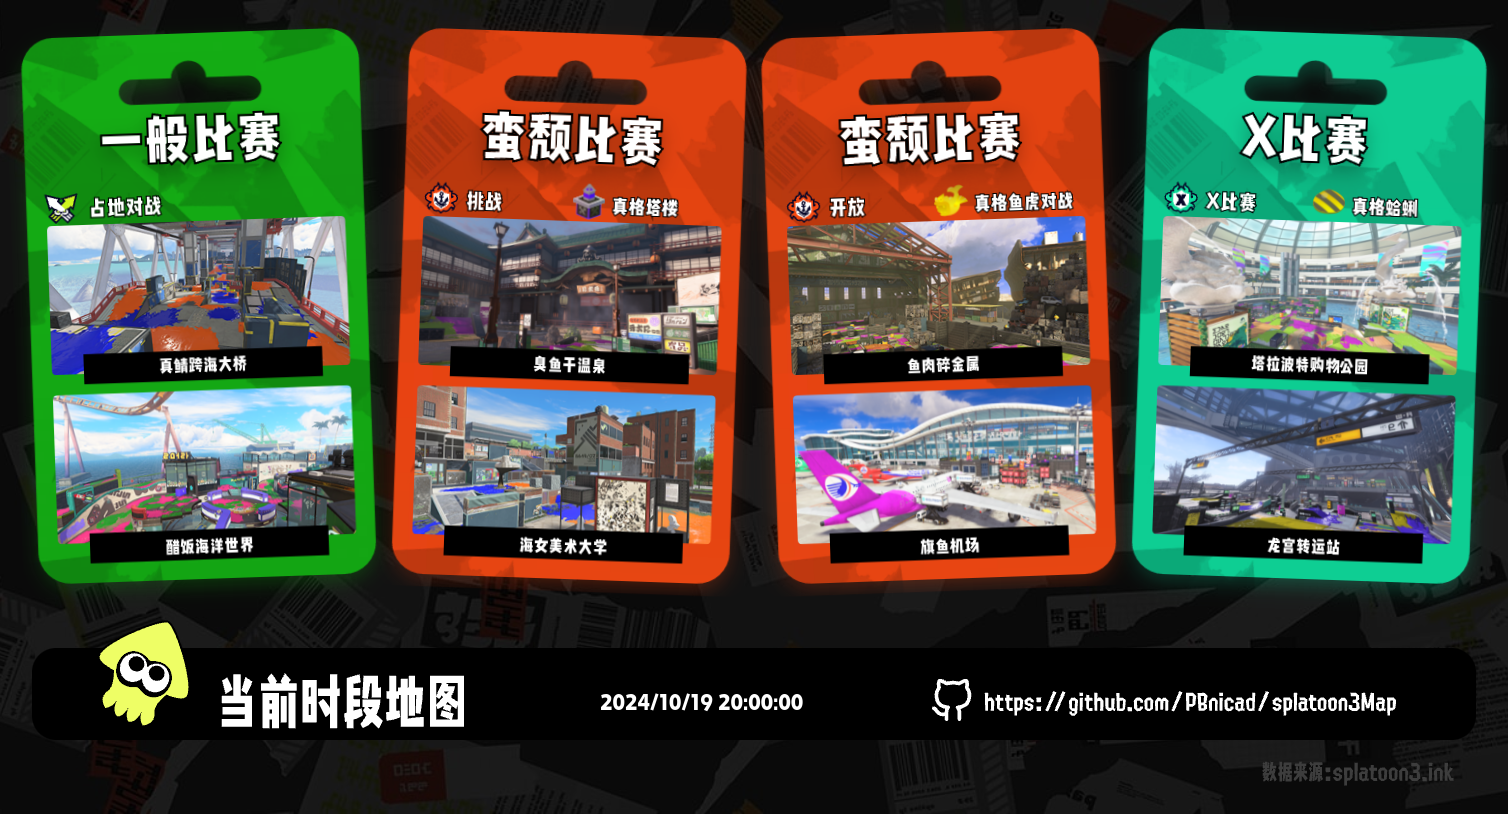 一般比赛
占地对战
真鲷跨海大桥
醋饭海洋世界
蛮颓比赛
挑战
真格塔楼
臭鱼干温泉
海女美术大学
蛮颓比赛
开放
真格鱼虎对战
鱼肉碎金属
旗鱼机场
X比赛
X比赛
真格蛤蜊
塔拉波特购物公园
龙宫转运站
当前时段地图
2024/10/19 20:00:00
https://github.com/PBnicad/splatoon3Map
数据来源:splatoon3.ink